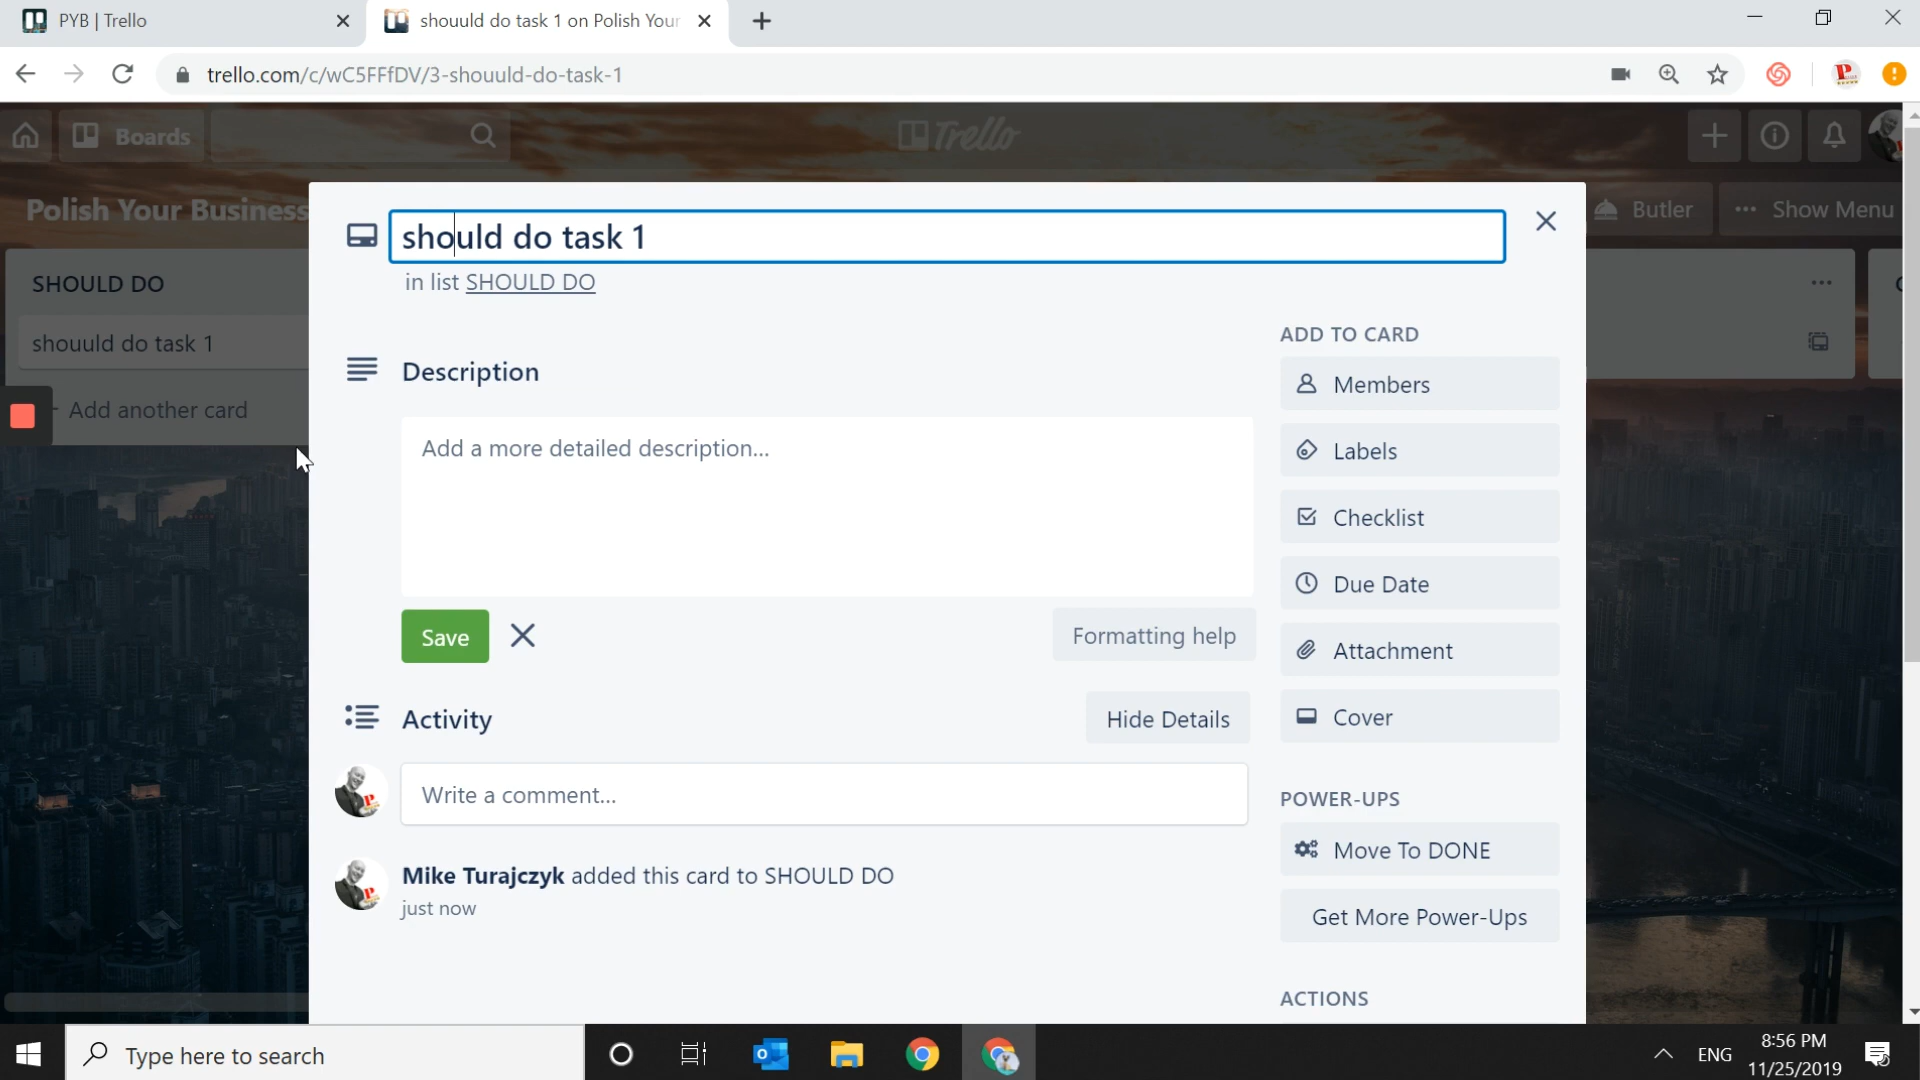 PYB | Trello
shouuld do task 1 on Polish Your
trello.com/c/wC5FFfDV/3-shouuld-do-task-1
Boards
Trello
Polish Your Business
Butler
Show Menu
SHOULD DO
shouuld do task 1
Add another card
should do task 1
in list SHOULD DO
Description
Add a more detailed description...
Save
Formatting help
Activity
Hide Details
Write a comment...
Mike Turajczyk added this card to SHOULD DO
just now
ADD TO CARD
Members
Labels
Checklist
Due Date
Attachment
Cover
POWER-UPS
Move To DONE
Get More Power-Ups
ACTIONS
Type here to search
ENG
8:56 PM
11/25/2019